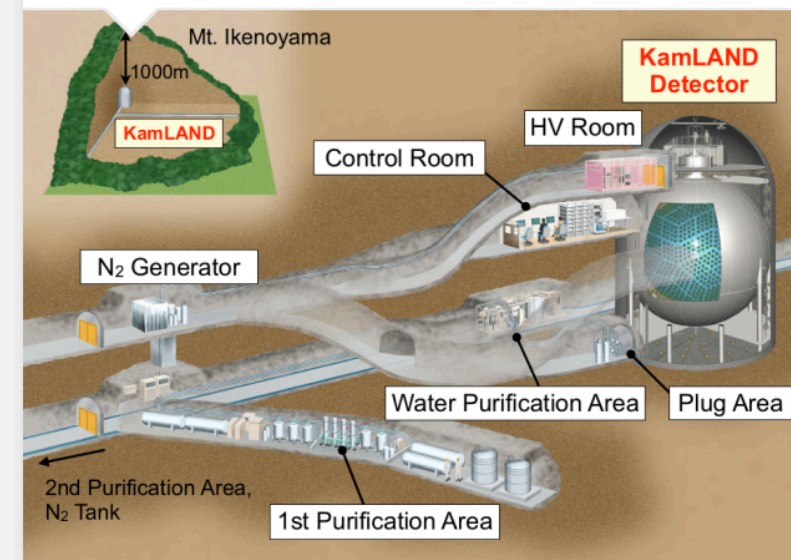 Mt. Ikenoyama
1000m
KamLAND
KamLAND
Detector
HV Room
Control Room
N₂ Generator
Water Purification Area
Plug Area
2nd Purification Area,
N₂ Tank
1st Purification Area